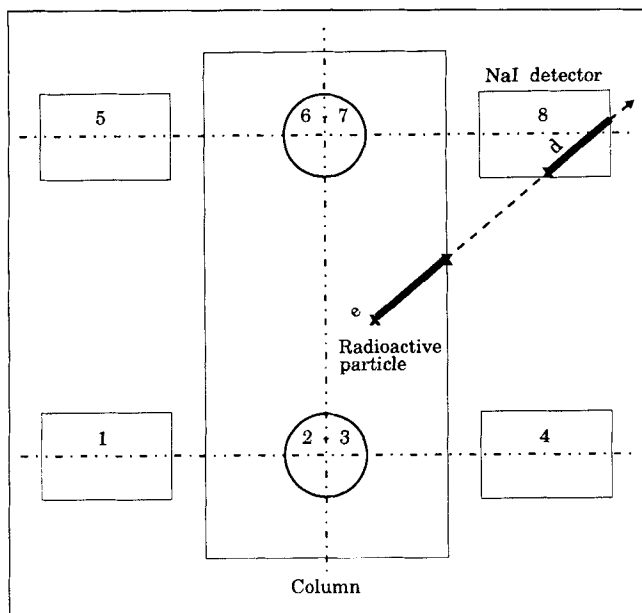 NaI detector
5
6 7
8
d
e
Radioactive
particle
1
2 3
4
Column